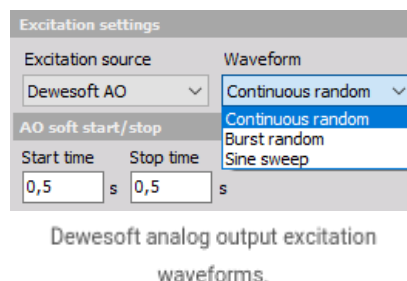 Excitation settings
Excitation source Waveform
Dewesoft AO Continuous random
Continuous random
AO soft start/stop
Burst random
Start time Stop time Sine sweep
0,5 s 0,5 s
Dewesoft analog output excitation
waveforms.